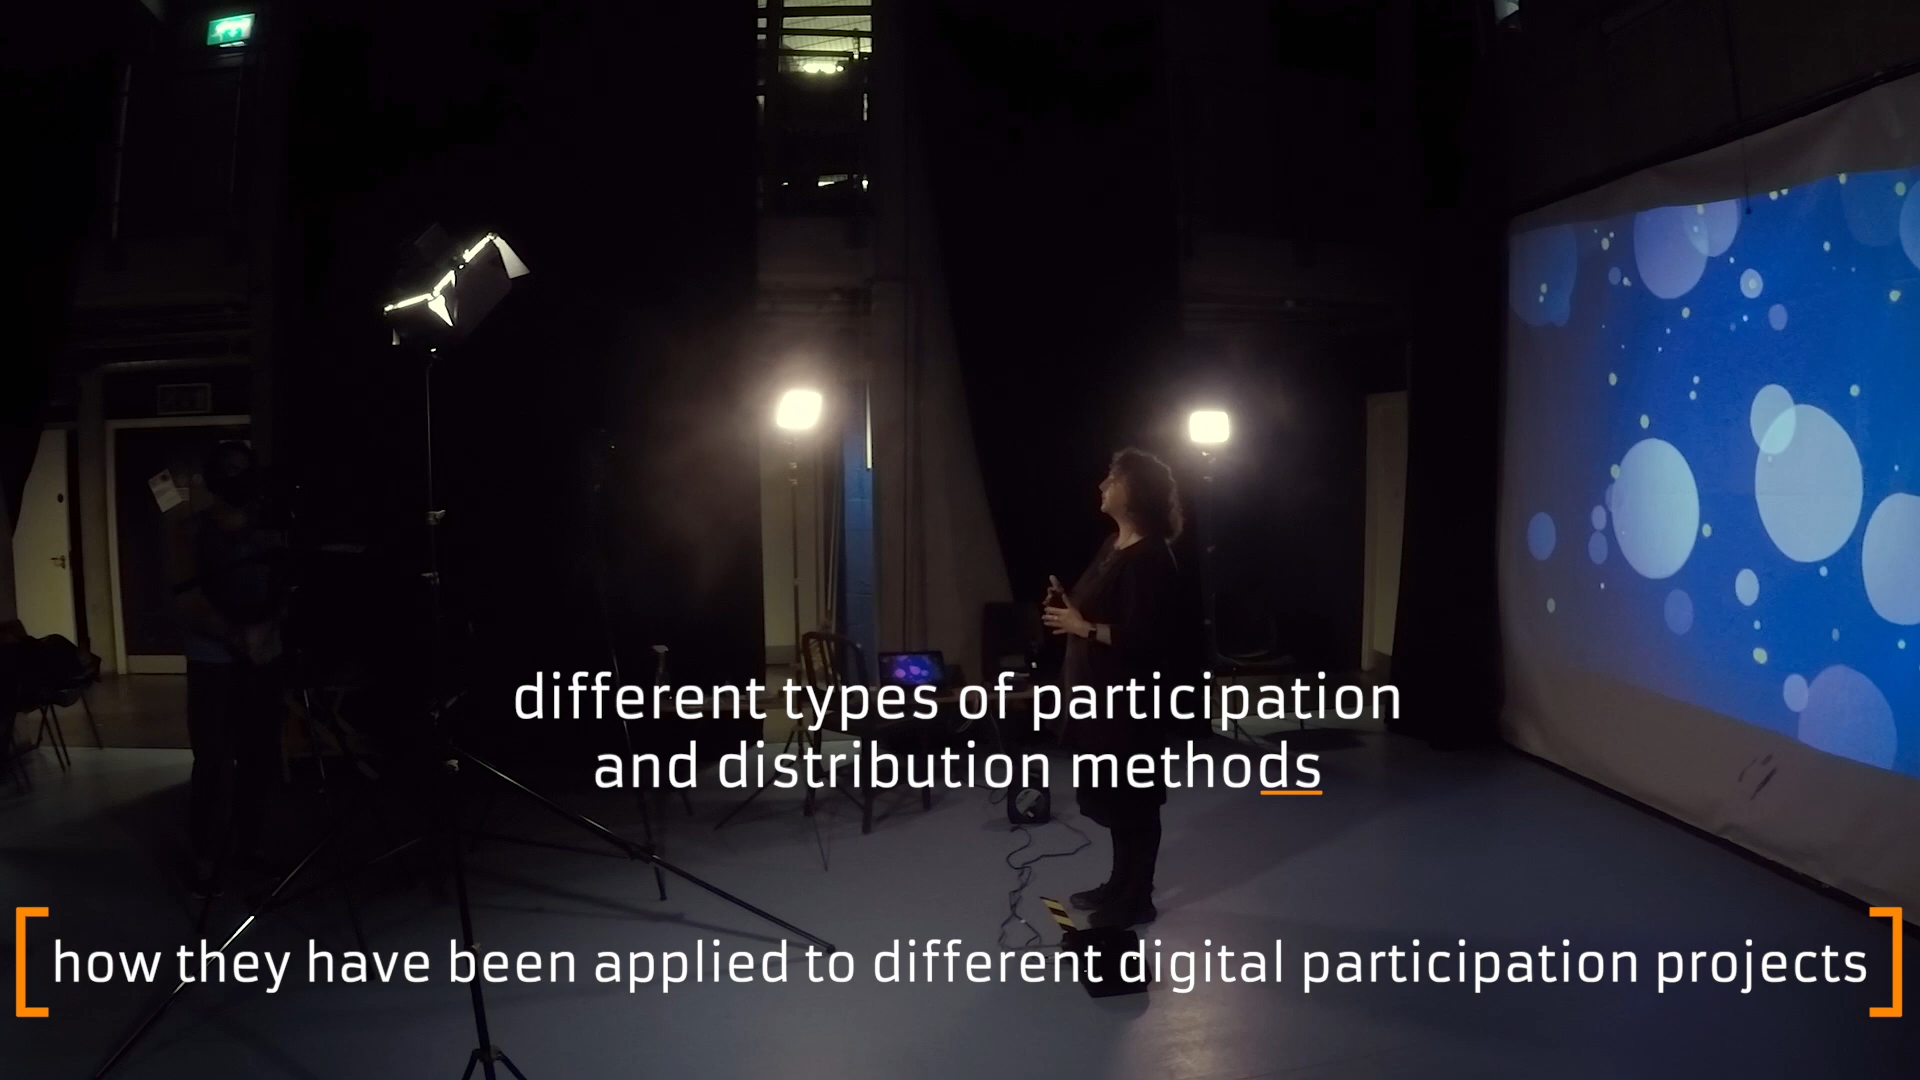 different types of participation
and distribution methods
how they have been applied to different digital participation projects